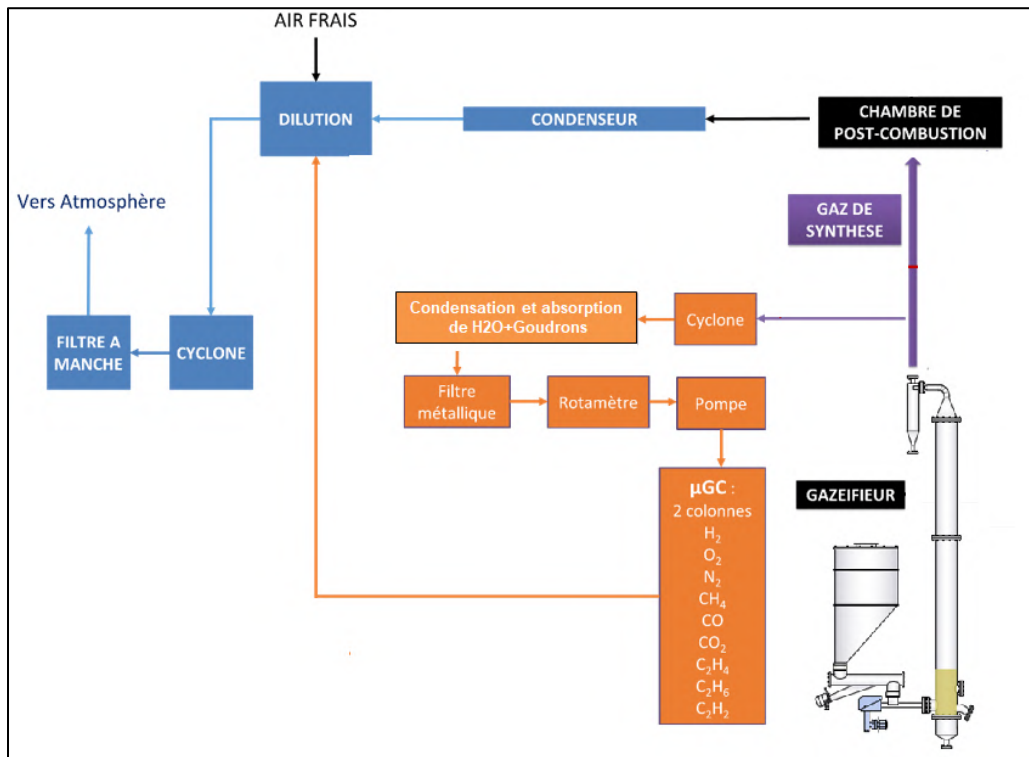 AIR FRAIS
DILUTION
CONDENSEUR
CHAMBRE DE
POST-COMBUSTION
Vers Atmosphère
GAZ DE
SYNTHESE
Condensation et absorption
de H2O+Goudrons
Cyclone
FILTRE A
MANCHE
CYCLONE
Filtre
métallique
Rotamètre
Pompe
µGC :
2 colonnes
H₂
O₂
N₂
CH₄
CO
CO₂
C₂H₄
C₂H₆
C₂H₂
GAZEIFIEUR